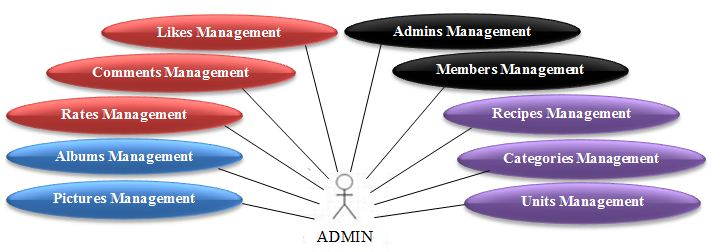 Likes Management
Admins Management
Comments Management
Members Management
Rates Management
Recipes Management
Albums Management
Categories Management
Pictures Management
Units Management
ADMIN